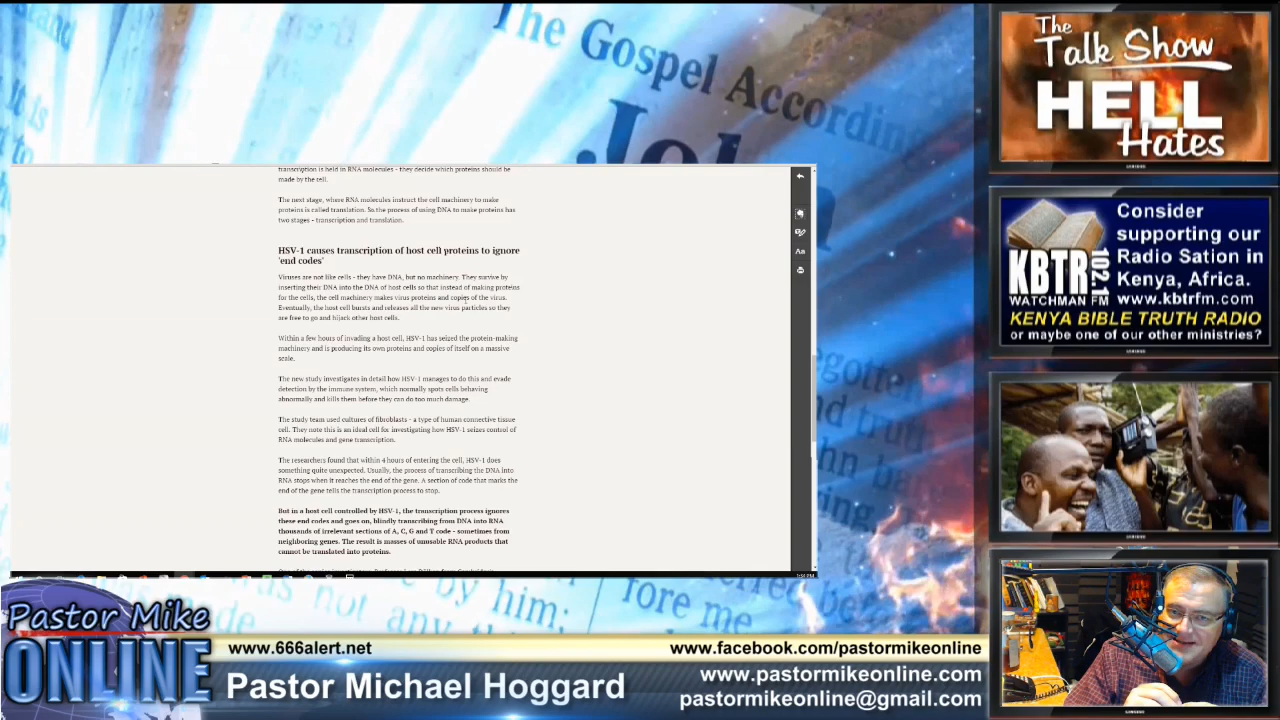 The Gospel According
The
Talk Show
HELL
Hates
transcription is held in RNA molecules - they decide which proteins should be
made by the cell.
The next stage, where RNA molecules instruct the cell machinery to make
proteins is called translation. So the process of using DNA to make proteins has
two stages - transcription and translation.
HSV-1 causes transcription of host cell proteins to ignore
'end codes'
Viruses are not like cells - they have DNA, but no machinery. They survive by
inserting their DNA into the DNA of host cells so that instead of making proteins
for the cells, the cell machinery makes virus proteins and copies of the virus.
Eventually, the host cell bursts and releases all the new virus particles so they
are free to go and hijack other host cells.
Within a few hours of invading a host cell, HSV-1 has seized the protein-making
machinery and is producing its own proteins and copies of itself on a massive
scale.
The new study investigates in detail how HSV-1 manages to do this and evade
detection by the immune system, which normally spots cells behaving
abnormally and kills them before they can do too much damage.
The study team used cultures of fibroblasts - a type of human connective tissue
cell. They note this is an ideal cell for investigating how HSV-1 seizes control of
RNA molecules and gene transcription.
The researchers found that within 4 hours of entering the cell, HSV-1 does
something quite unexpected. Usually, the process of transcribing the DNA into
RNA stops when it reaches the end of the gene. A section of code that marks the
end of the gene tells the transcription process to stop.
But in a host cell controlled by HSV-1, the transcription process ignores
these end codes and goes on, blindly transcribing from DNA into RNA
thousands of irrelevant sections of A, C, G and T code - sometimes from
neighboring genes. The result is masses of unusable RNA products that
cannot be translated into proteins.
Aa
1:54 PM
SAMSUNG
KBTR
102.1
WATCHMAN FM
Consider
supporting our
Radio Sation in
Kenya, Africa.
www.kbtrfm.com
KENYA BIBLE TRUTH RADIO
or maybe one of our other ministries?
SAMSUNG
SAMSUNG
by him;
fore me
as not any th
Pastor Mike
ONLINE
www.666alert.net
www.facebook.com/pastormikeonline
Pastor Michael Hoggard
www.pastormikeonline.com
pastormikeonline@gmail.com
SAMSUNG